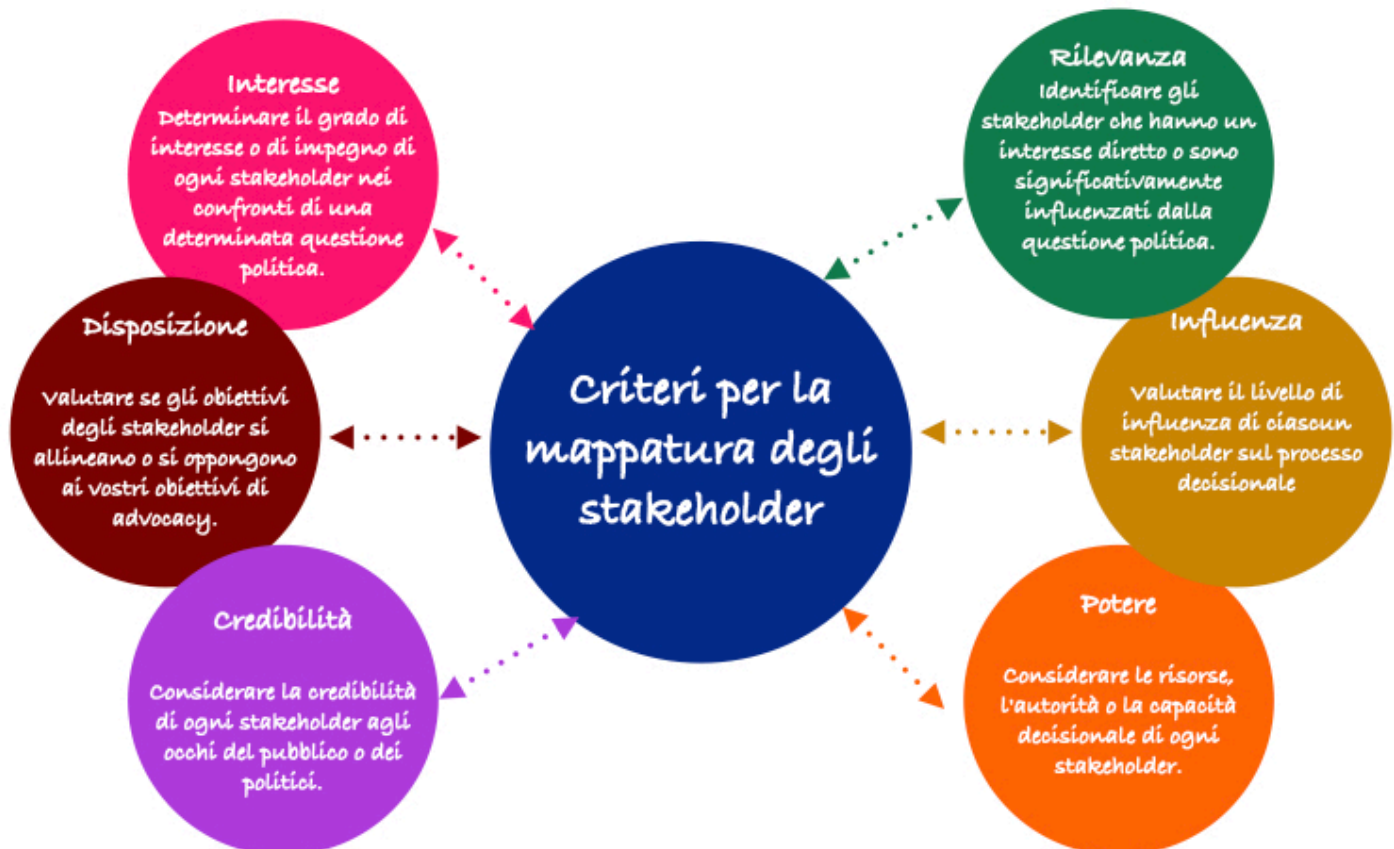 Interesse
Determinare il grado di
interesse o di impegno di
ogni stakeholder nei
confronti di una
determinata questione
politica.
Disposizione
Valutare se gli obiettivi
degli stakeholder si
allineano o si oppongono
ai vostri obiettivi di
advocacy.
Credibilità
Considerare la credibilità
di ogni stakeholder agli
occhi del pubblico o dei
politici.
Criteri per la
mappatura degli
stakeholder
Rilevanza
Identificare gli
stakeholder che hanno un
interesse diretto o sono
significativamente
influenzati dalla
questione politica.
Influenza
Valutare il livello di
influenza di ciascun
stakeholder sul processo
decisionale
Potere
Considerare le risorse,
l'autorità o la capacità
decisionale di ogni
stakeholder.